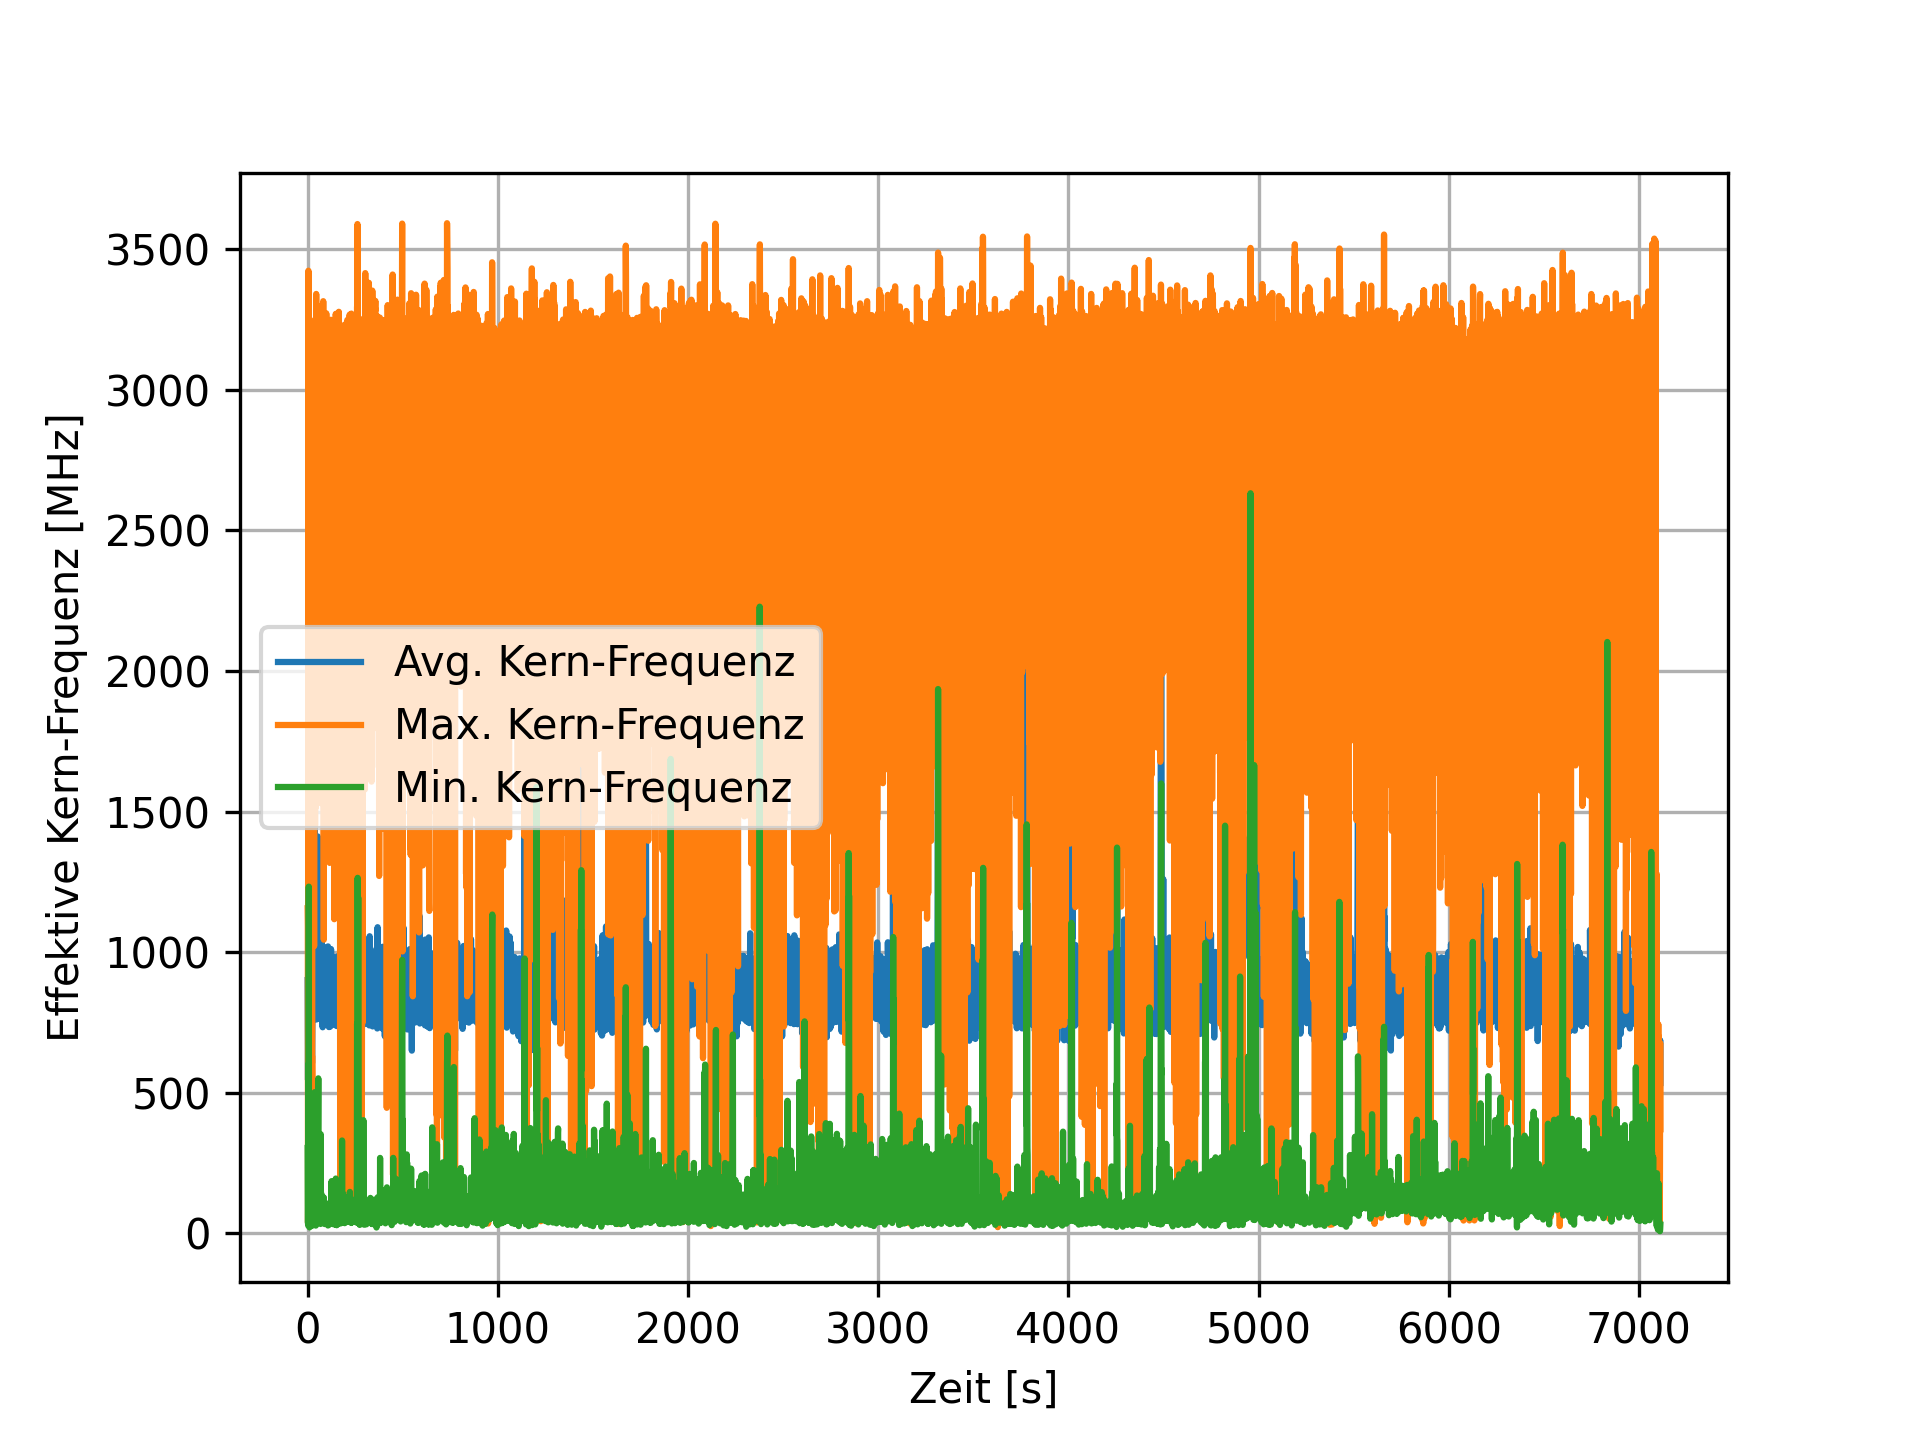 Effektive Kern-Frequenz [MHz]
3500
3000
2500
2000
1500
1000
500
0
Avg. Kern-Frequenz
Max. Kern-Frequenz
Min. Kern-Frequenz
0 1000 2000 3000 4000 5000 6000 7000
Zeit [s]